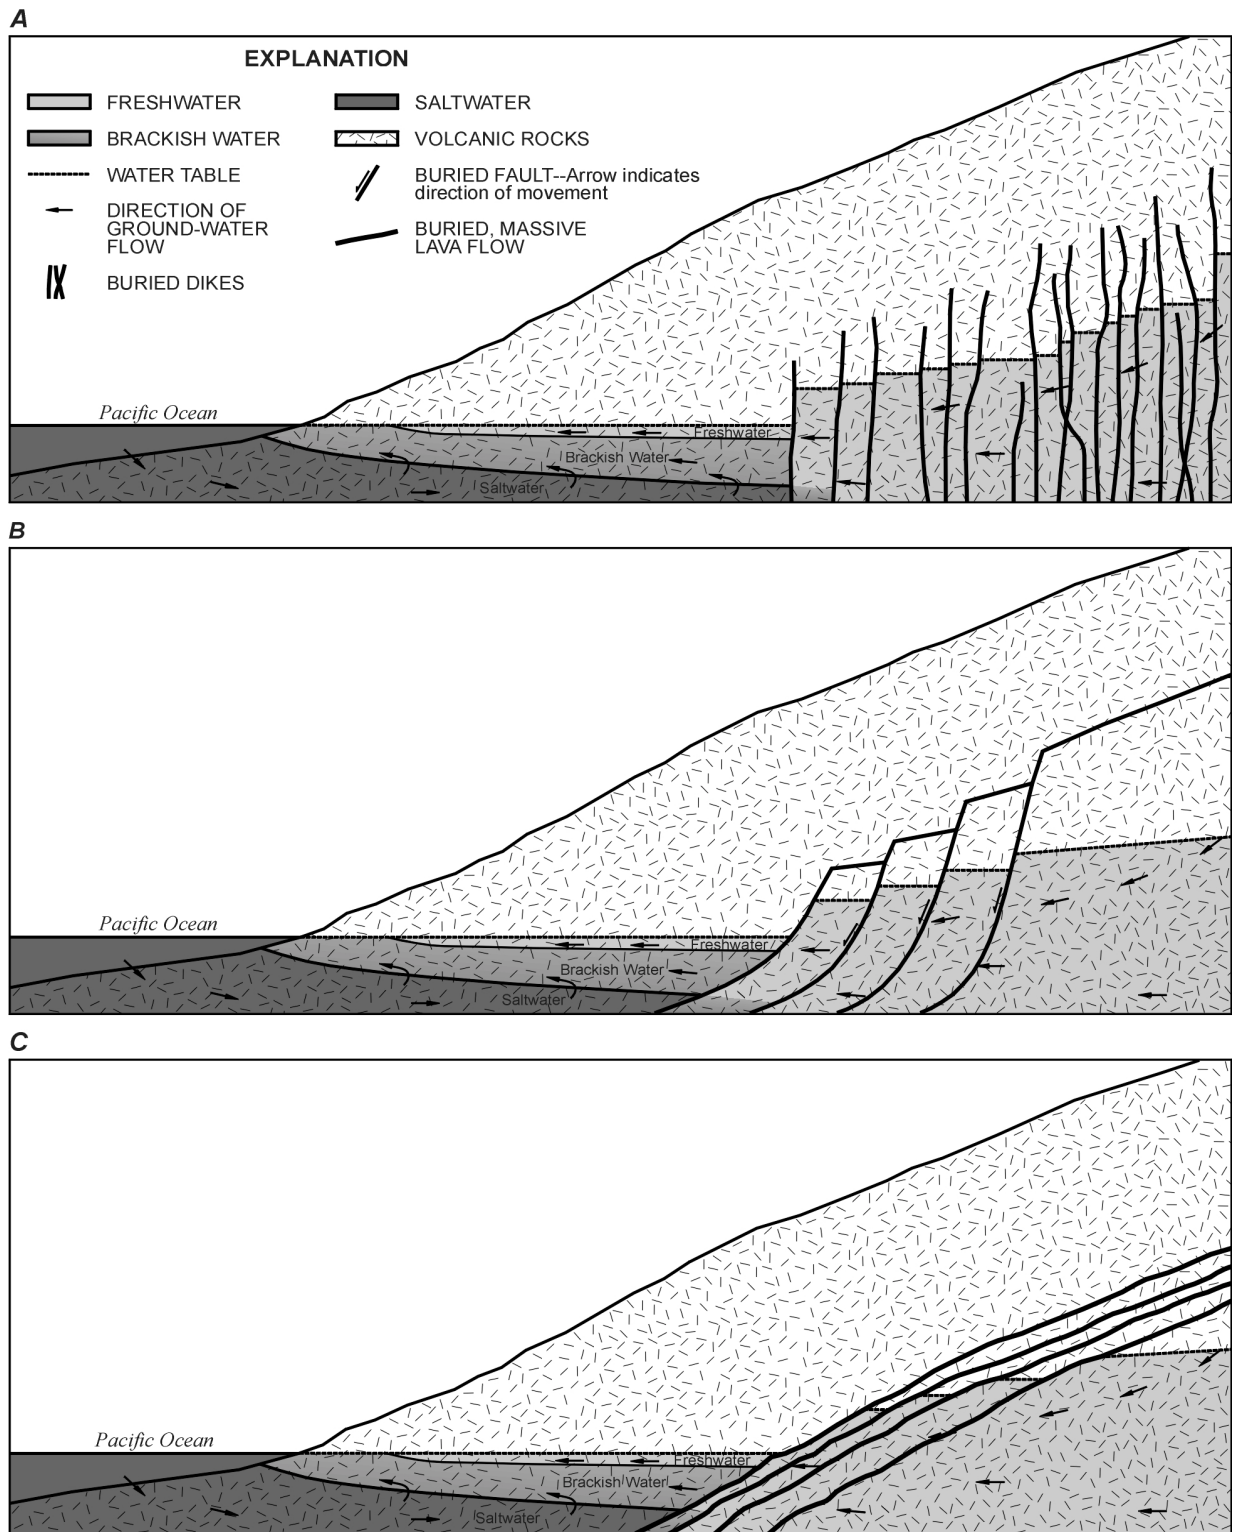 A
EXPLANATION
FRESHWATER
SALTWATER
BRACKISH WATER
VOLCANIC ROCKS
WATER TABLE
BURIED FAULT--Arrow indicates
direction of movement
DIRECTION OF
GROUND-WATER
FLOW
BURIED, MASSIVE
LAVA FLOW
BURIED DIKES
Pacific Ocean
Freshwater
Brackish Water
Saltwater
B
Pacific Ocean
Freshwater
Brackish Water
Saltwater
C
Pacific Ocean
Freshwater
Brackish Water
Saltwater